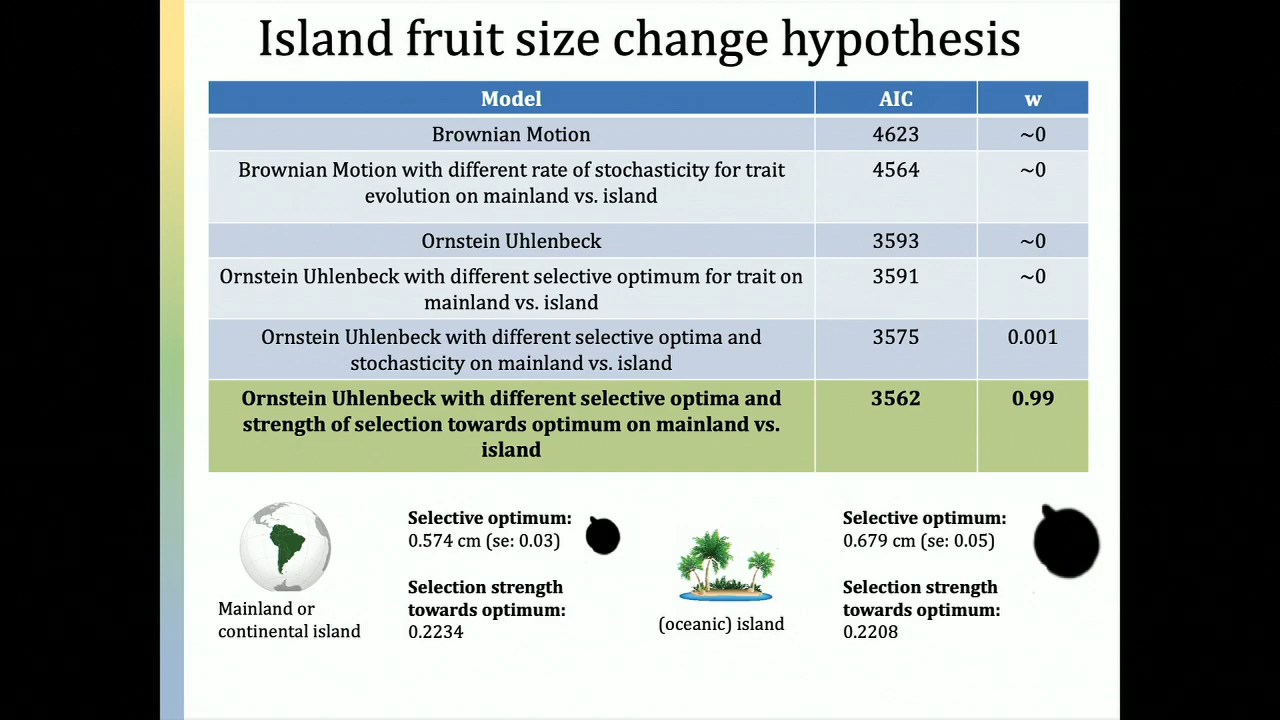 Island fruit size change hypothesis
Model AIC w
Brownian Motion 4623 ~0
Brownian Motion with different rate of stochasticity for trait 4564 ~0
evolution on mainland vs. island
Ornstein Uhlenbeck 3593 ~0
Ornstein Uhlenbeck with different selective optimum for trait on 3591 ~0
mainland vs. island
Ornstein Uhlenbeck with different selective optima and 3575 0.001
stochasticity on mainland vs. island
Ornstein Uhlenbeck with different selective optima and 3562 0.99
strength of selection towards optimum on mainland vs.
island
Mainland or
continental island
Selective optimum:
0.574 cm (se: 0.03)
Selection strength
towards optimum:
0.2234
(oceanic) island
Selective optimum:
0.679 cm (se: 0.05)
Selection strength
towards optimum:
0.2208